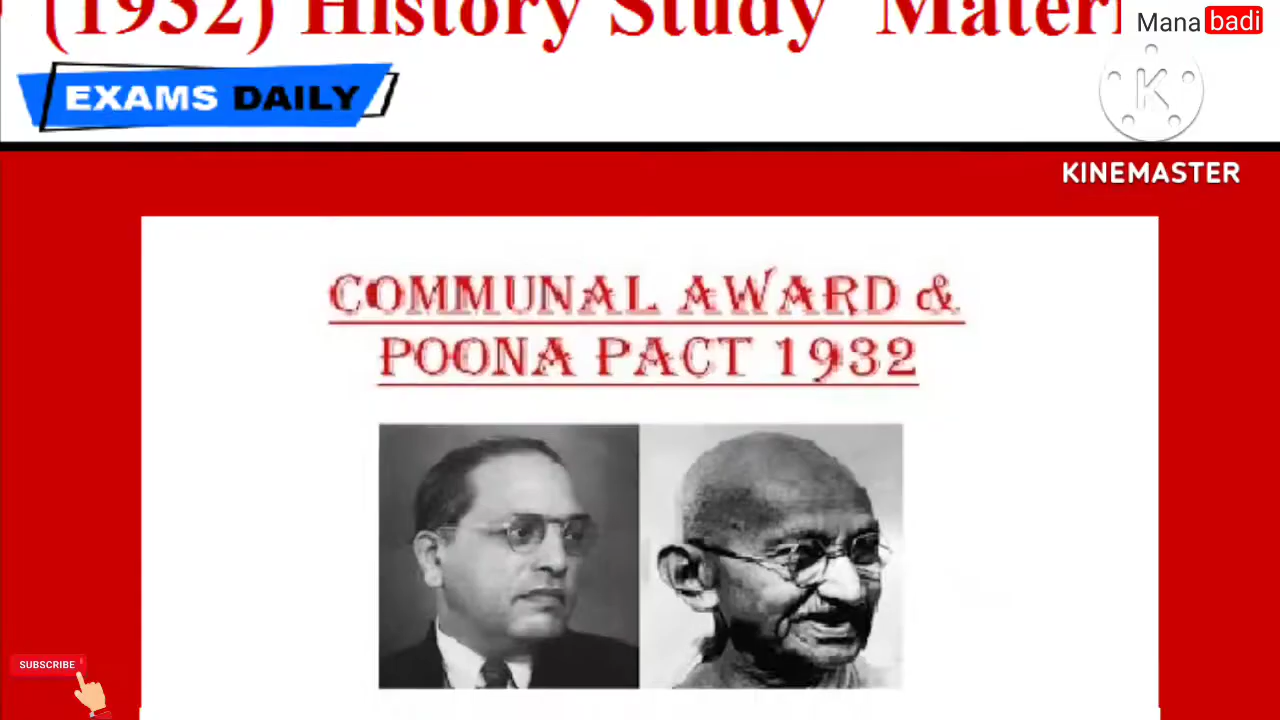 (1932) History Study Materi
Mana badi
EXAMS DAILY
K
KINEMASTER
COMMUNAL AWARD &
POONA PACT 1932
SUBSCRIBE